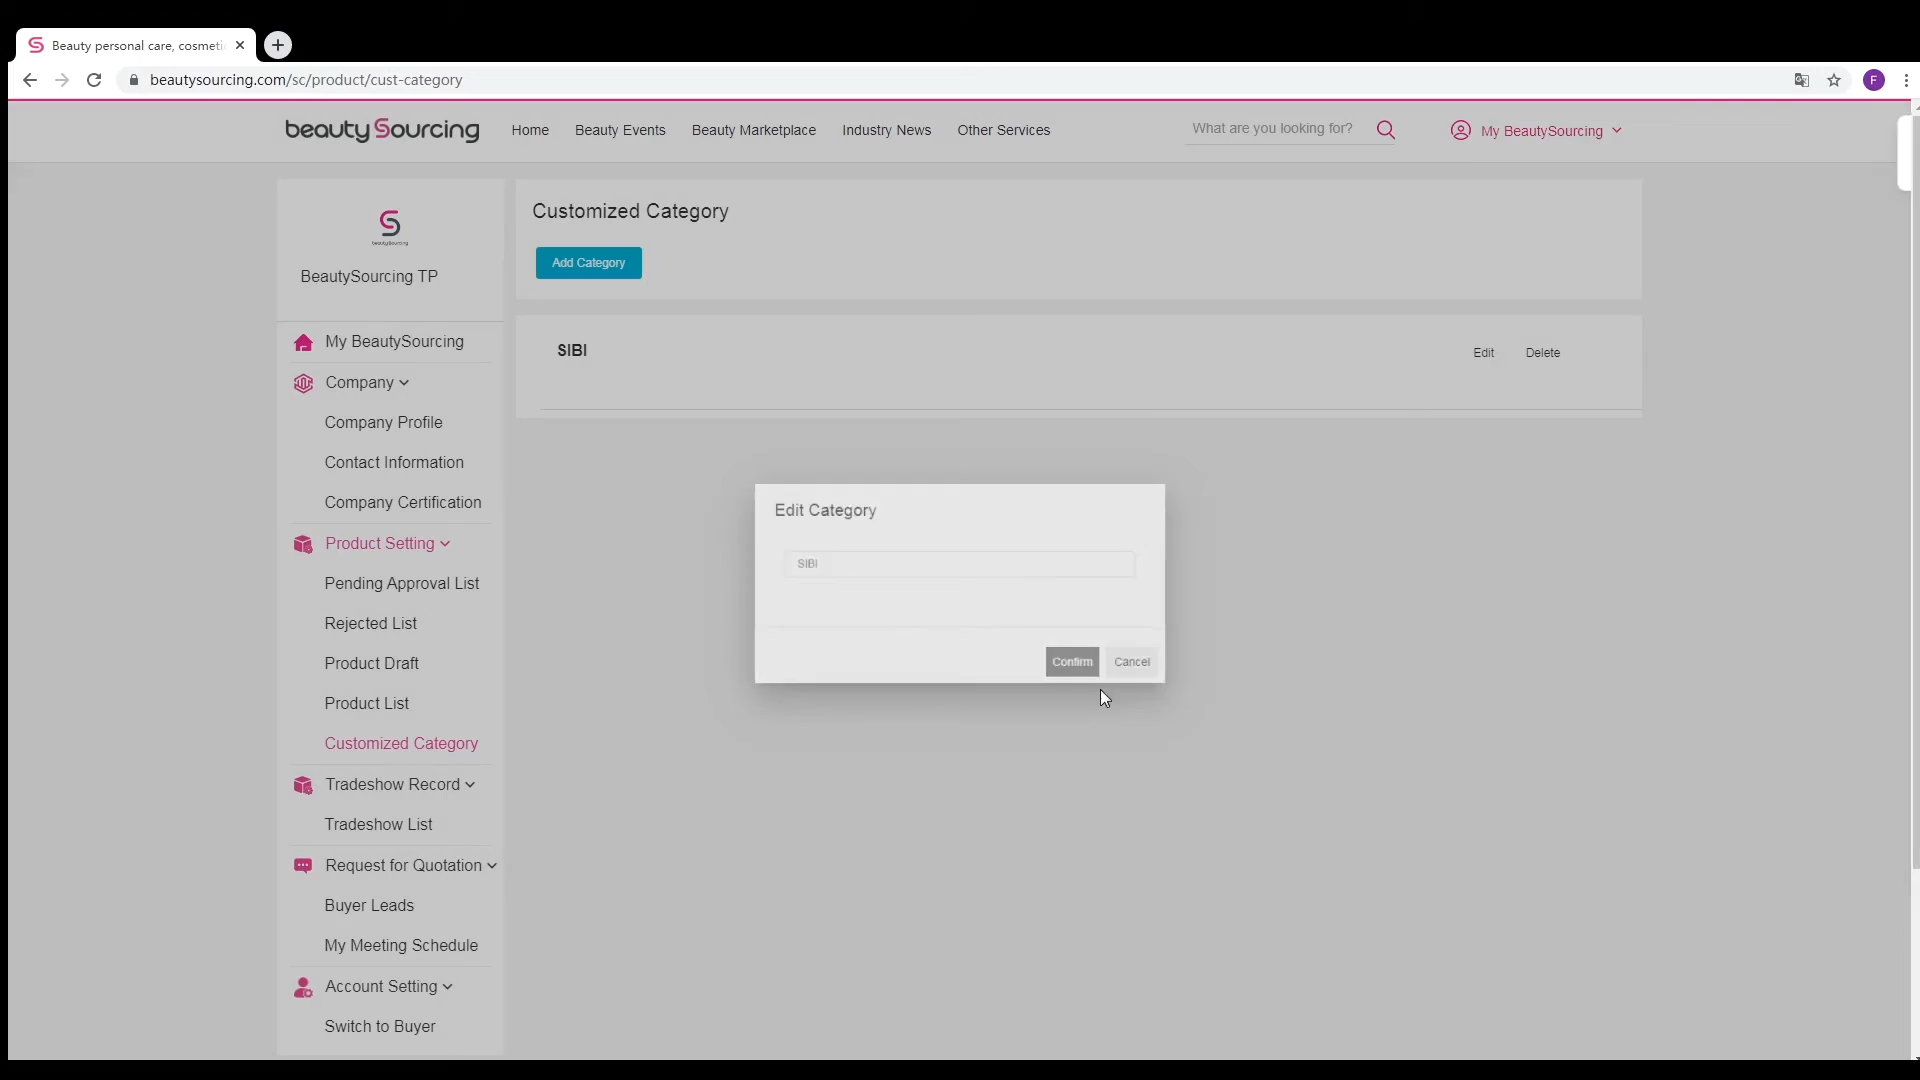 Beauty personal care, cosmeti
beautysourcing.com/sc/product/cust-category
F
beautySourcing
Home
Beauty Events
Beauty Marketplace
Industry News
Other Services
What are you looking for?
My BeautySourcing
beautySourcing
BeautySourcing TP
My BeautySourcing
Company
Company Profile
Contact Information
Company Certification
Product Setting
Pending Approval List
Rejected List
Product Draft
Product List
Customized Category
Tradeshow Record
Tradeshow List
Request for Quotation
Buyer Leads
My Meeting Schedule
Account Setting
Switch to Buyer
Customized Category
Add Category
SIBI
Edit
Delete
Edit Category
SIBI
Confirm
Cancel